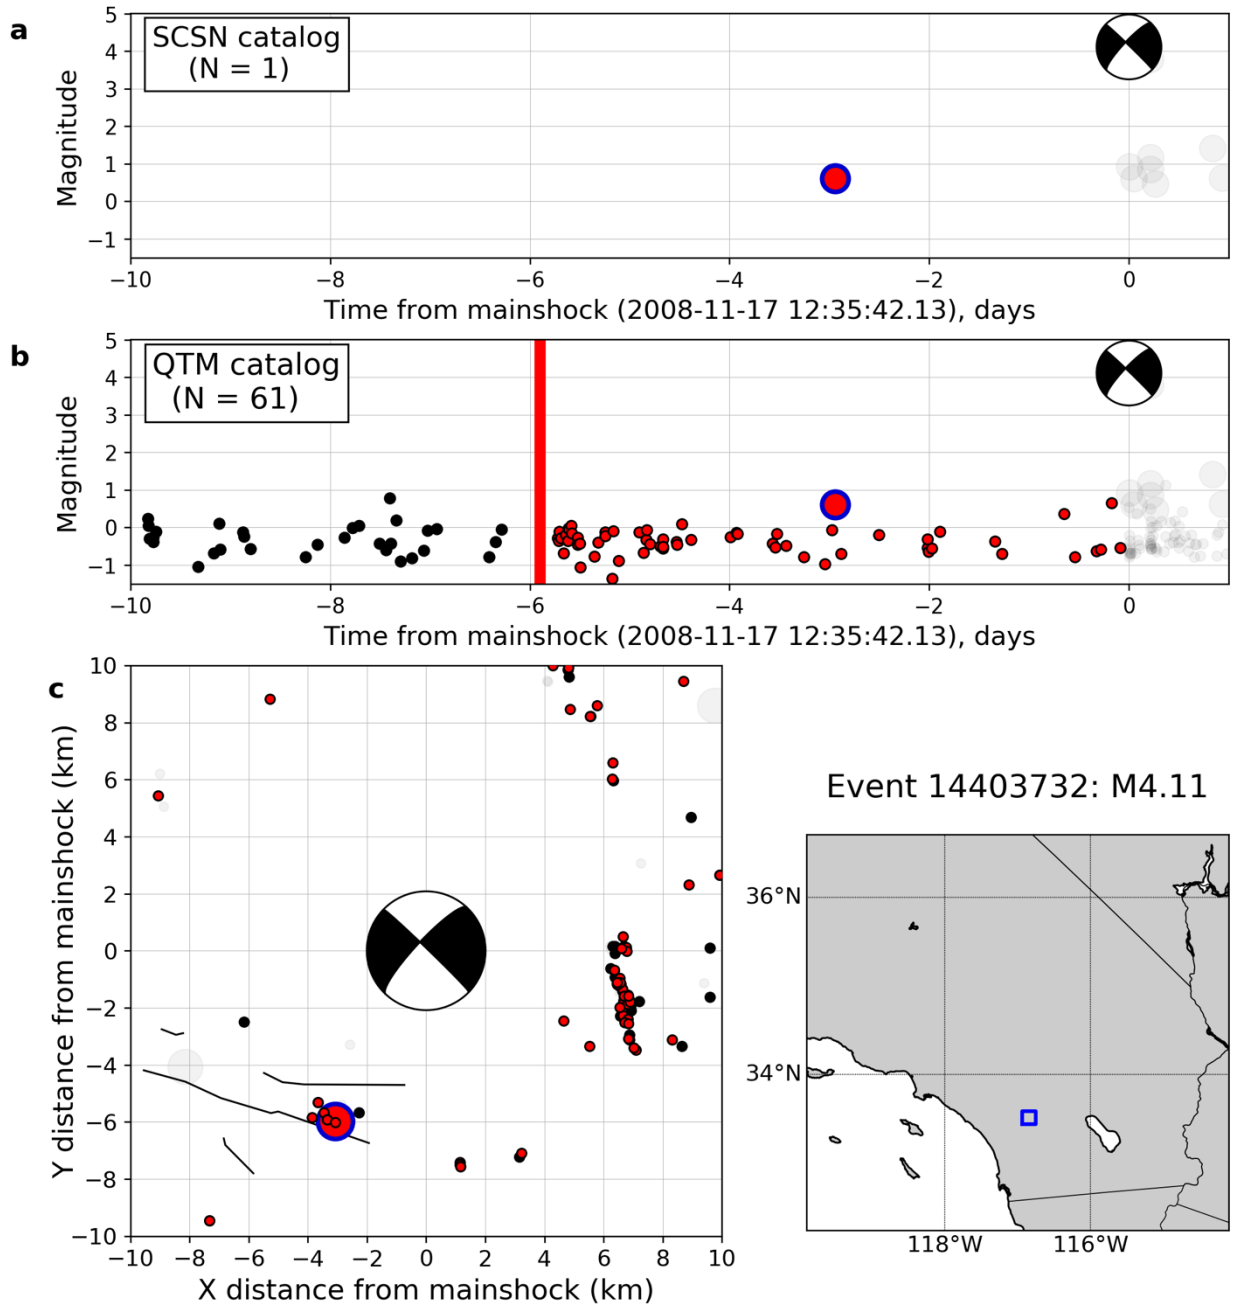 a
SCSN catalog
(N = 1)
5
4
3
2
1
0
−1
Magnitude
−10 −8 −6 −4 −2 0
Time from mainshock (2008-11-17 12:35:42.13), days
b
QTM catalog
(N = 61)
5
4
3
2
1
0
−1
Magnitude
−10 −8 −6 −4 −2 0
Time from mainshock (2008-11-17 12:35:42.13), days
c
10
8
6
4
2
0
−2
−4
−6
−8
−10
Y distance from mainshock (km)
−10 −8 −6 −4 −2 0 2 4 6 8 10
X distance from mainshock (km)
Event 14403732: M4.11
36°N
34°N
118°W 116°W